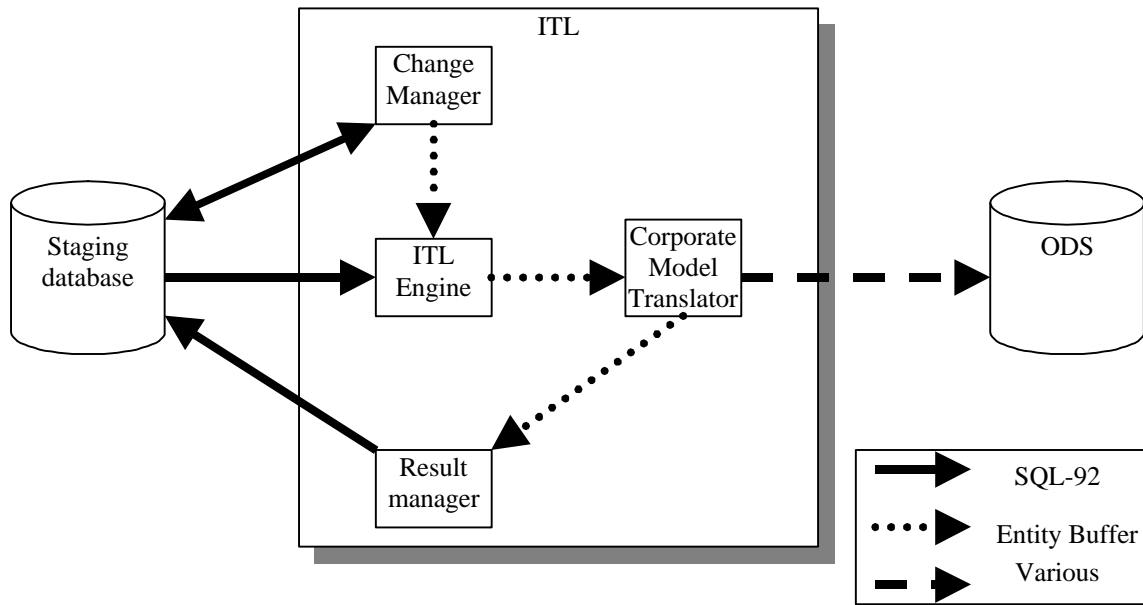 ITL
Change
Manager
Staging
database
ITL
Engine
Corporate
Model
Translator
ODS
Result
manager
SQL-92
Entity Buffer
Various